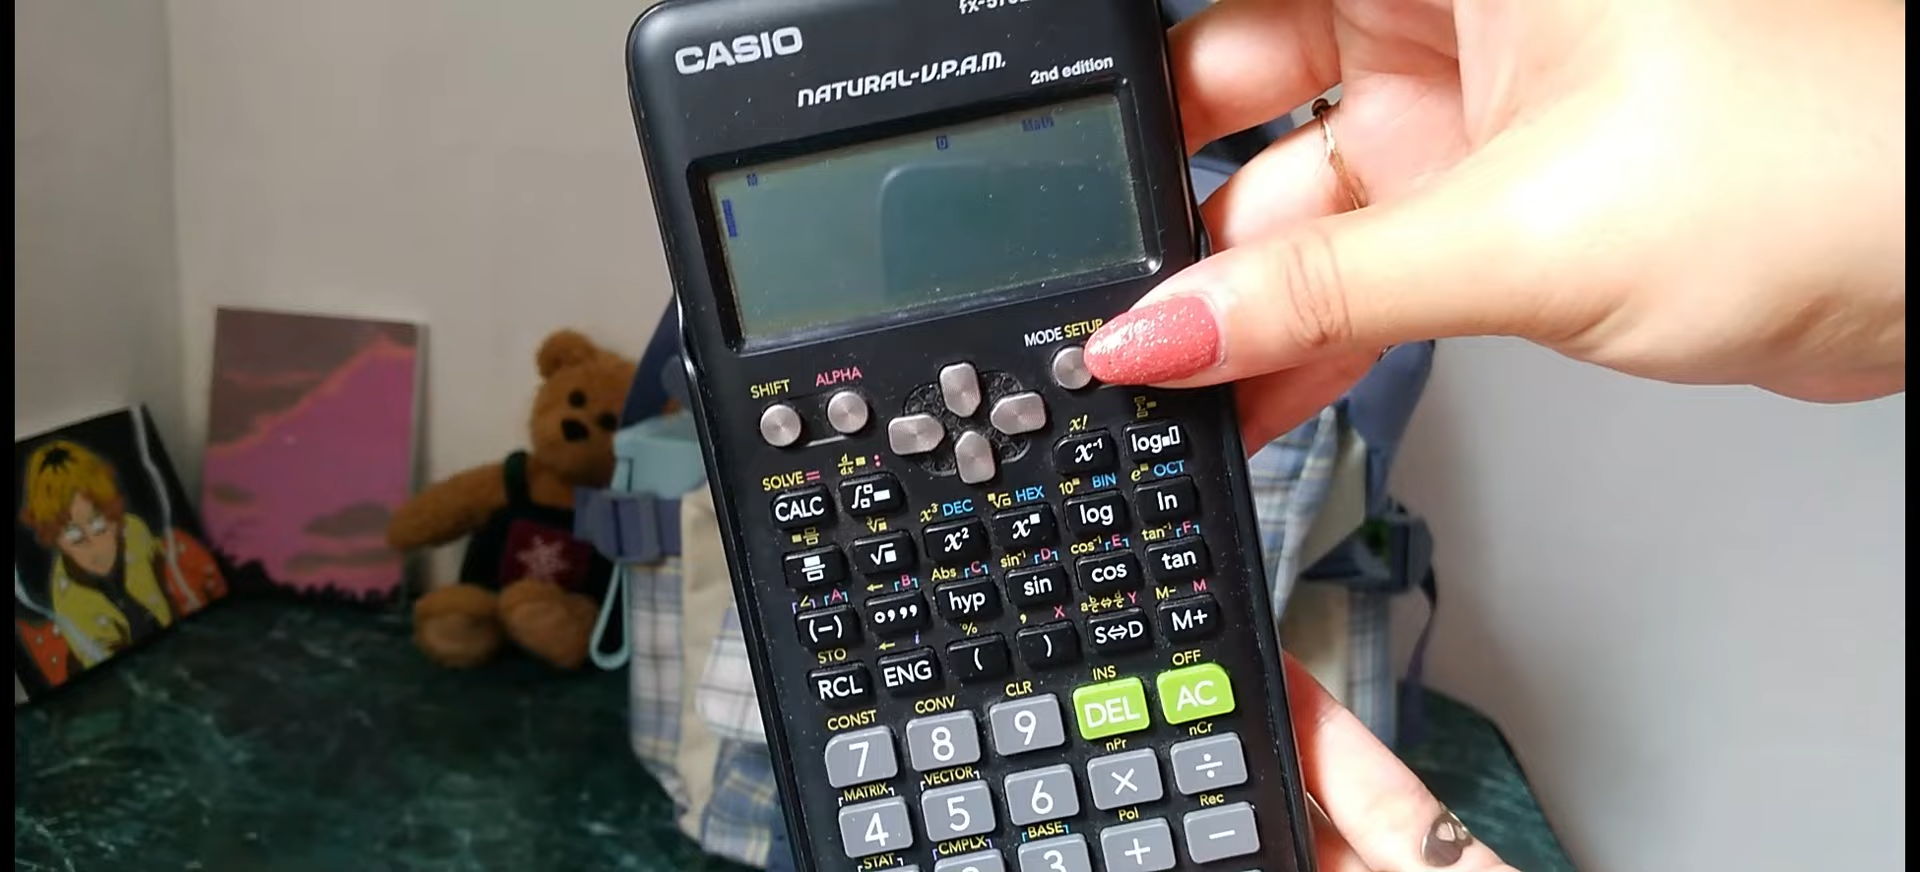 CASIO
NATURAL-V.P.A.M.
2nd edition
M D Math
MODE SETUP
SHIFT ALPHA
x!
SOLVE = d/dx :
CALC x⁻¹ log
x³ DEC HEX 10 BIN e OCT
x² x log ln
sin⁻¹ D cos⁻¹ E tan⁻¹ F
√ sin cos tan
∠ A ← B Abs C
(−) °’’’ hyp
% , X a b/c⇔d/c Y M− M
( ) S⇔D M+
STO ← i
RCL ENG
CLR INS OFF
CONST CONV
7 8 9 DEL AC
MATRIX VECTOR nPr nCr
4 5 6 × ÷
STAT CMPLX BASE Pol Rec
3 + −